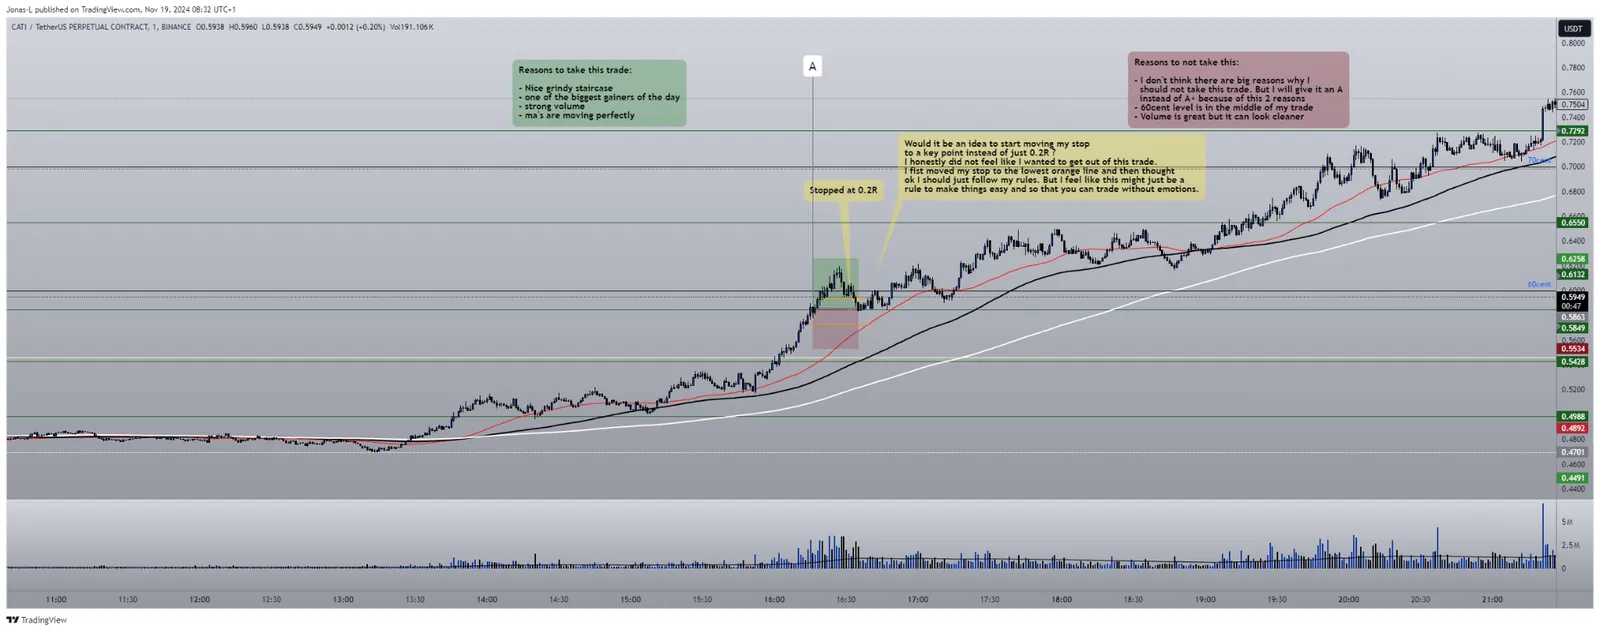 Jonas-L published on TradingView.com, Nov 19, 2024 08:32 UTC+1
CATI / TetherUS PERPETUAL CONTRACT, 1, BINANCE O0.5938 H0.5960 L0.5938 C0.5949 +0.0012 (+0.20%) Vol191.106K
USDT
Reasons to take this trade:
- Nice grindy staircase
- one of the biggest gainers of the day
- strong volume
- ma's are moving perfectly
A
Reasons to not take this:
- I don't think there are big reasons why I
should not take this trade. But I will give it an A
instead of A+ because of this 2 reasons
- 60cent level is in the middle of my trade
- Volume is great but it can look cleaner
Would it be an idea to start moving my stop
to a key point instead of just 0.2R ?
I honestly did not feel like I wanted to get out of this trade.
I fist moved my stop to the lowest orange line and then thought
ok I should just follow my rules. But I feel like this might just be a
rule to make things easy and so that you can trade without emotions.
Stopped at 0.2R
70cent
60cent
0.8000
0.7800
0.7600
0.7504
0.7400
0.7292
0.7200
0.7000
0.6800
0.6550
0.6400
0.6258
0.6132
0.5949
00:47
0.5863
0.5849
0.5600
0.5534
0.5428
0.5200
0.4988
0.4892
0.4800
0.4701
0.4600
0.4491
0.4400
5M
2.5M
0
11:00 11:30 12:00 12:30 13:00 13:30 14:00 14:30 15:00 15:30 16:00 16:30 17:00 17:30 18:00 18:30 19:00 19:30 20:00 20:30 21:00
TradingView